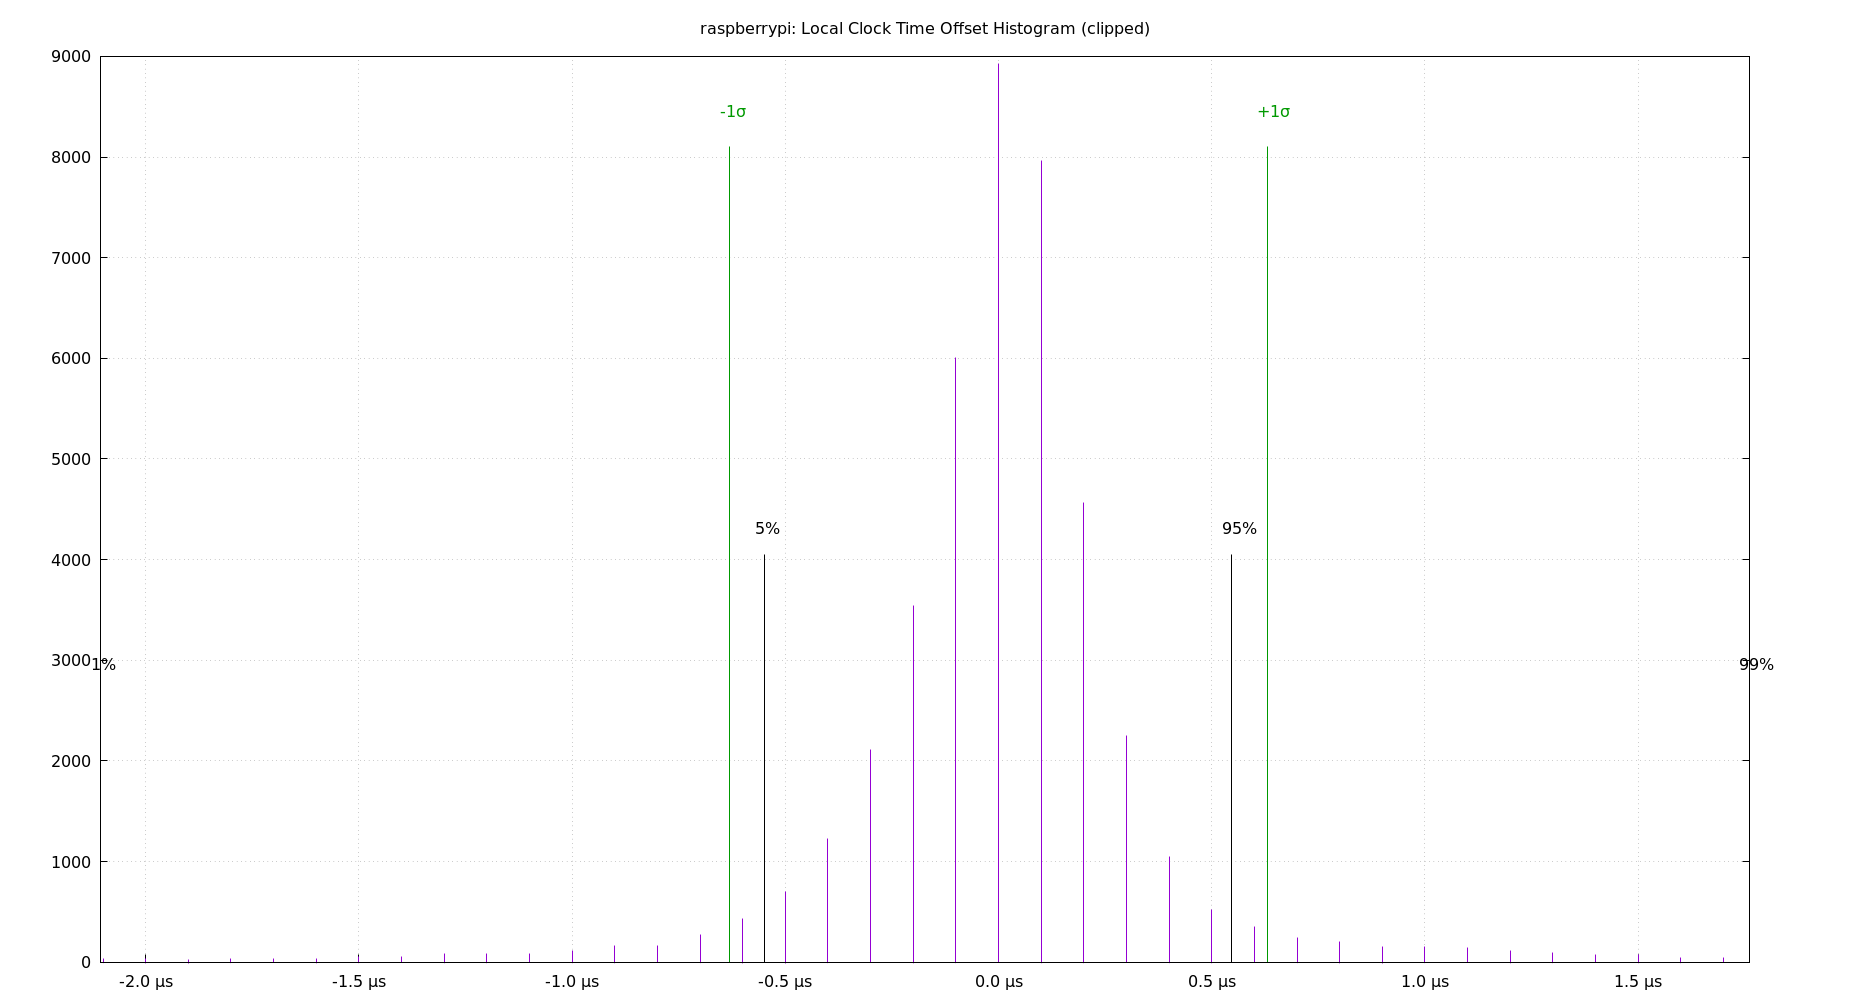 raspberrypi: Local Clock Time Offset Histogram (clipped)
9000
-1σ +1σ
8000
7000
6000
5000
5% 95%
4000
3000 1% 99%
2000
1000
0
-2.0 µs -1.5 µs -1.0 µs -0.5 µs 0.0 µs 0.5 µs 1.0 µs 1.5 µs